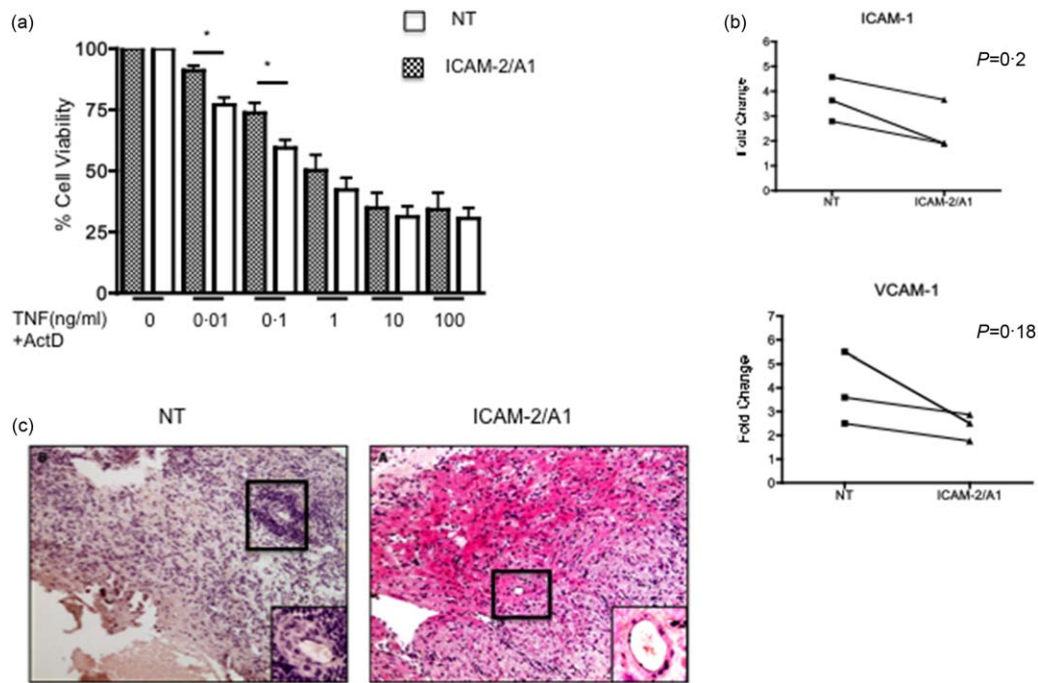 (a)
NT
ICAM-2/A1
* *
% Cell Viability
100
75
50
25
0
TNF(ng/ml)
+ActD
0 0·01 0·1 1 10 100
(b)
ICAM-1
P=0·2
Fold Change
6
5
4
3
2
1
0
NT ICAM-2/A1
VCAM-1
P=0·18
Fold Change
7
6
5
4
3
2
1
0
NT ICAM-2/A1
(c)
NT ICAM-2/A1
B A